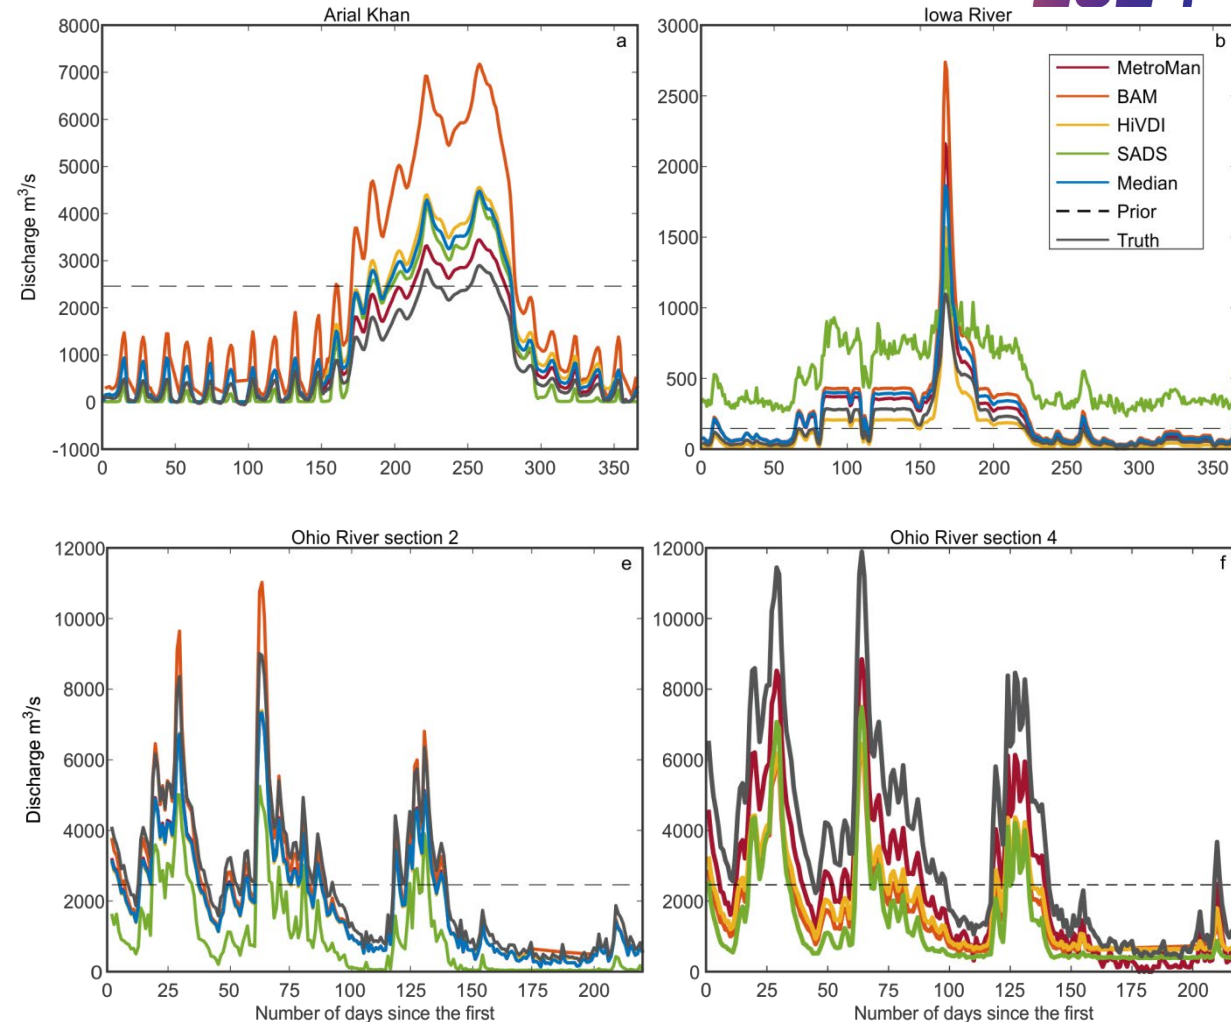 Arial Khan
Iowa River
a
b
8000
7000
6000
5000
4000
3000
2000
1000
0
-1000
Discharge m³/s
0 50 100 150 200 250 300 350
3000
2500
2000
1500
1000
500
0
MetroMan
BAM
HiVDI
SADS
Median
Prior
Truth
0 50 100 150 200 250 300 350
Ohio River section 2
Ohio River section 4
e
f
12000
10000
8000
6000
4000
2000
0
Discharge m³/s
0 25 50 75 100 125 150 175 200
Number of days since the first
12000
10000
8000
6000
4000
2000
0
0 25 50 75 100 125 150 175 200
Number of days since the first